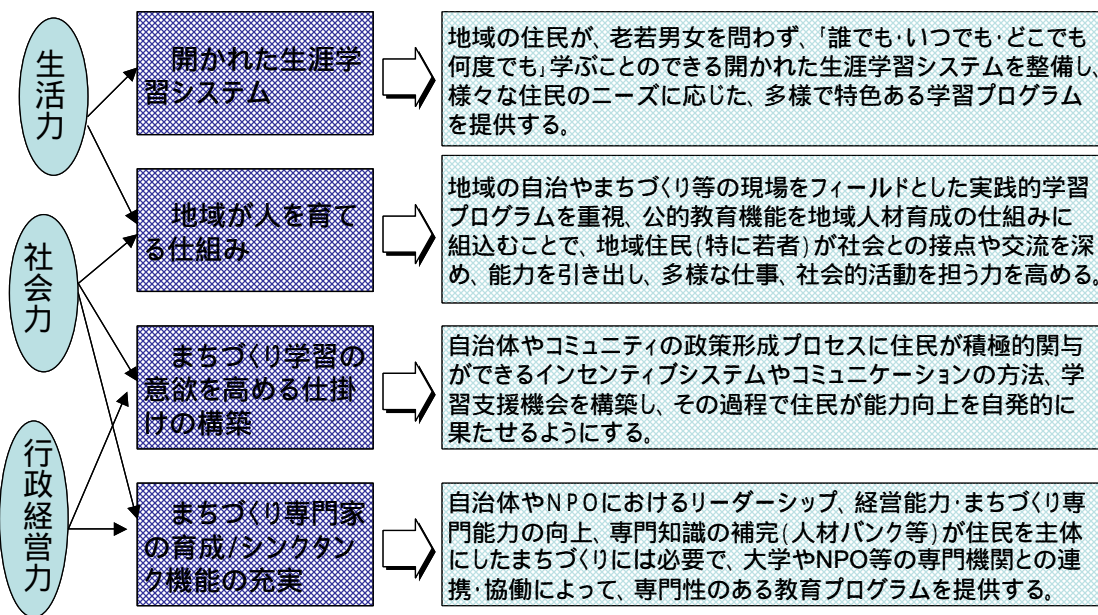 生活力
開かれた生涯学
習システム
地域の住民が、老若男女を問わず、「誰でも・いつでも・どこでも
何度でも」学ぶことのできる開かれた生涯学習システムを整備し、
様々な住民のニーズに応じた、多様で特色ある学習プログラム
を提供する。
地域が人を育て
る仕組み
地域の自治やまちづくり等の現場をフィールドとした実践的学習
プログラムを重視、公的教育機能を地域人材育成の仕組みに
組込むことで、地域住民(特に若者)が社会との接点や交流を深
め、能力を引き出し、多様な仕事、社会的活動を担う力を高める。
社会力
まちづくり学習の
意欲を高める仕掛
けの構築
自治体やコミュニティの政策形成プロセスに住民が積極的関与
ができるインセンティブシステムやコミュニケーションの方法、学
習支援機会を構築し、その過程で住民が能力向上を自発的に
果たせるようにする。
行政経営力
まちづくり専門家
の育成/シンクタン
ク機能の充実
自治体やNPOにおけるリーダーシップ、経営能力・まちづくり専
門能力の向上、専門知識の補完(人材バンク等)が住民を主体
にしたまちづくりには必要で、大学やNPO等の専門機関との連
携・協働によって、専門性のある教育プログラムを提供する。